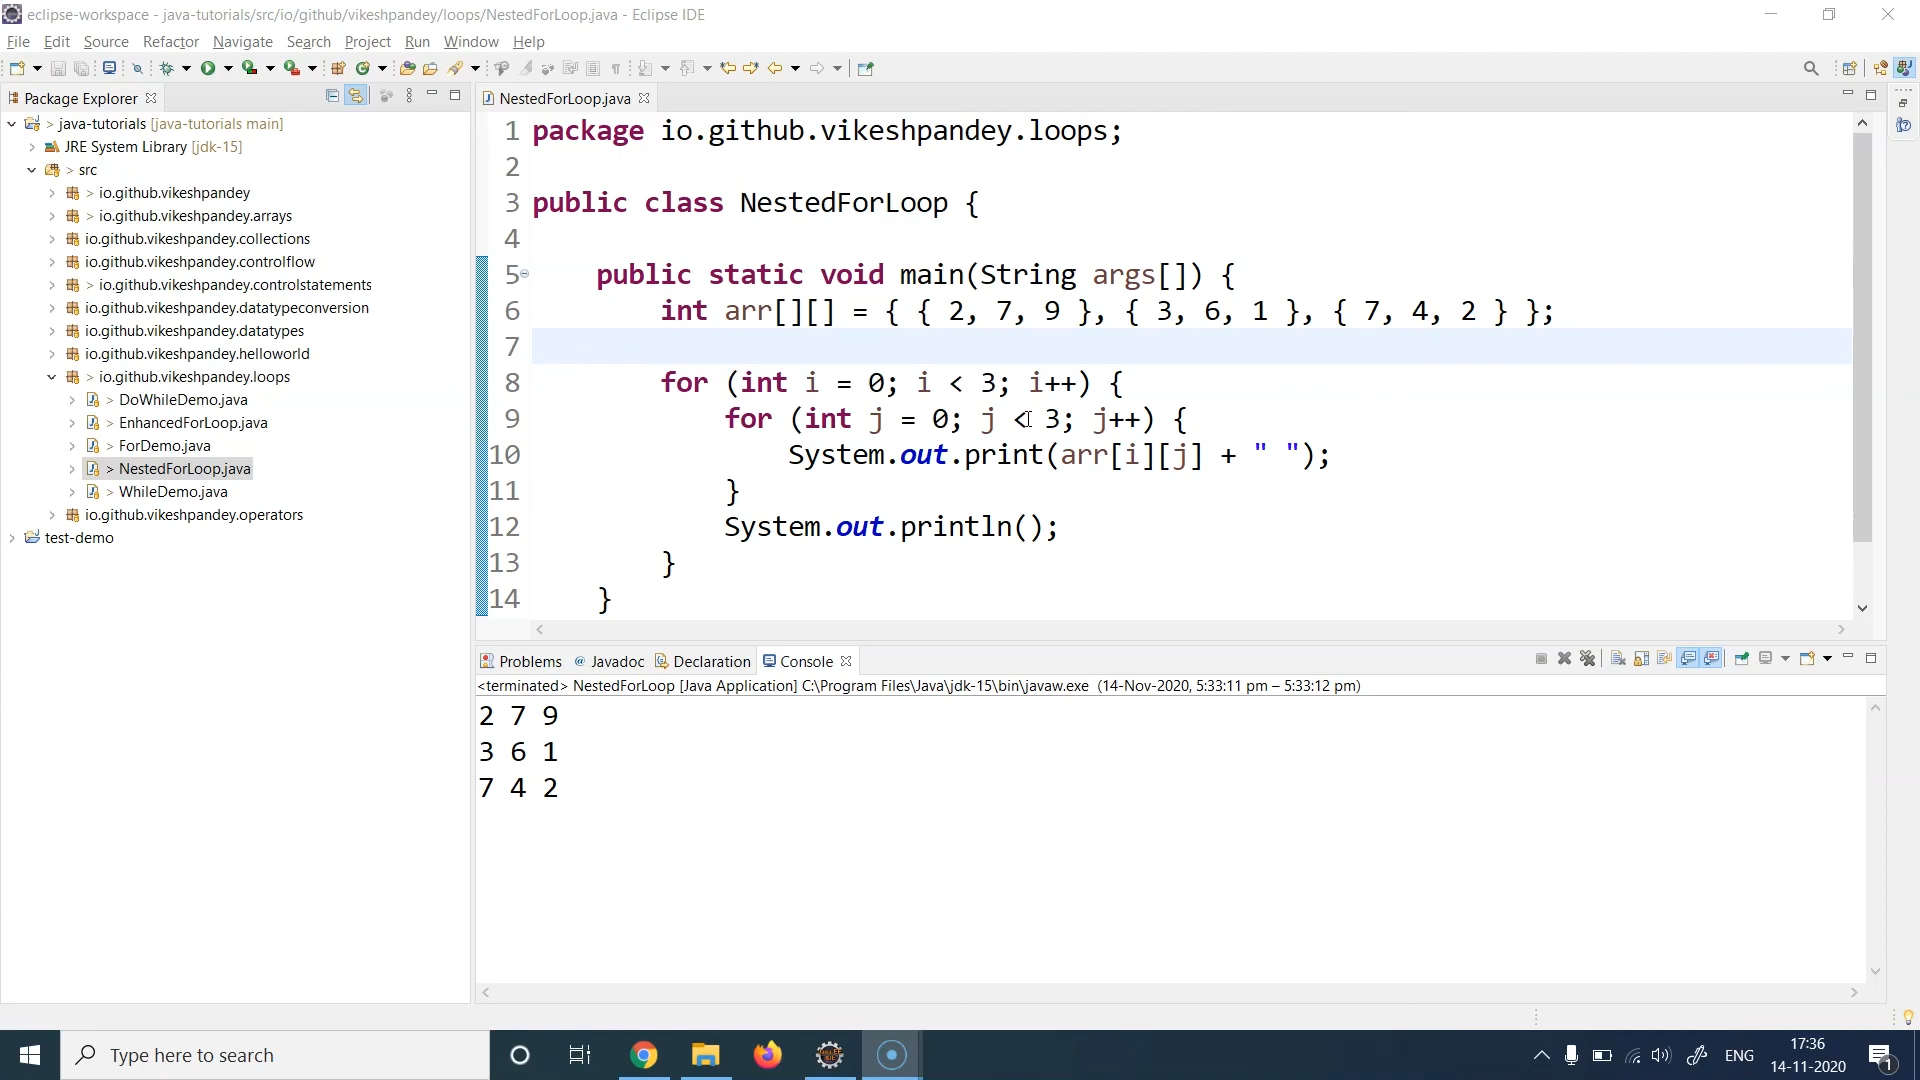 eclipse-workspace - java-tutorials/src/io/github/vikeshpandey/loops/NestedForLoop.java - Eclipse IDE
File Edit Source Refactor Navigate Search Project Run Window Help
Package Explorer
> java-tutorials [java-tutorials main]
JRE System Library [jdk-15]
> src
> io.github.vikeshpandey
> io.github.vikeshpandey.arrays
io.github.vikeshpandey.collections
io.github.vikeshpandey.controlflow
> io.github.vikeshpandey.controlstatements
io.github.vikeshpandey.datatypeconversion
io.github.vikeshpandey.datatypes
io.github.vikeshpandey.helloworld
> io.github.vikeshpandey.loops
> DoWhileDemo.java
> EnhancedForLoop.java
> ForDemo.java
> NestedForLoop.java
> WhileDemo.java
io.github.vikeshpandey.operators
test-demo
NestedForLoop.java
1 package io.github.vikeshpandey.loops;
2
3 public class NestedForLoop {
4
5 public static void main(String args[]) {
6 int arr[][] = { { 2, 7, 9 }, { 3, 6, 1 }, { 7, 4, 2 } };
7
8 for (int i = 0; i < 3; i++) {
9 for (int j = 0; j < 3; j++) {
10 System.out.print(arr[i][j] + " ");
11 }
12 System.out.println();
13 }
14 }
Problems @ Javadoc Declaration Console
<terminated> NestedForLoop [Java Application] C:\Program Files\Java\jdk-15\bin\javaw.exe (14-Nov-2020, 5:33:11 pm – 5:33:12 pm)
2 7 9
3 6 1
7 4 2
Type here to search
ENG
17:36
14-11-2020
1